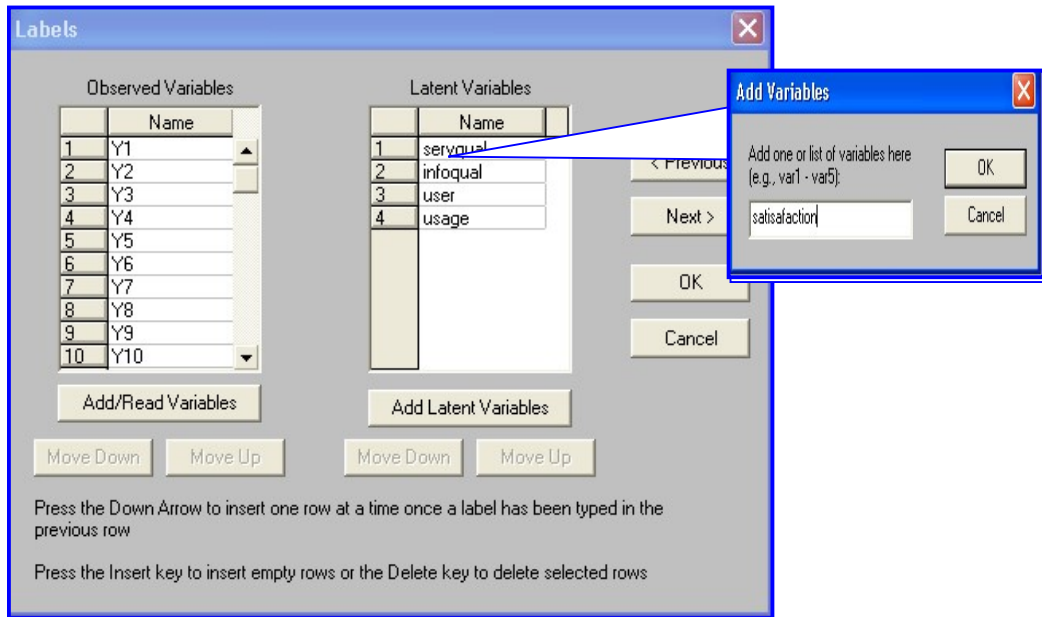 Labels
Observed Variables
Name
1 Y1
2 Y2
3 Y3
4 Y4
5 Y5
6 Y6
7 Y7
8 Y8
9 Y9
10 Y10
Add/Read Variables
Move Down Move Up
Latent Variables
Name
1 servqual
2 infoqual
3 user
4 usage
Add Latent Variables
Move Down Move Up
< Previous
Next >
OK
Cancel
Press the Down Arrow to insert one row at a time once a label has been typed in the
previous row
Press the Insert key to insert empty rows or the Delete key to delete selected rows
Add Variables
Add one or list of variables here
(e.g., var1 - var5):
satisafaction
OK
Cancel